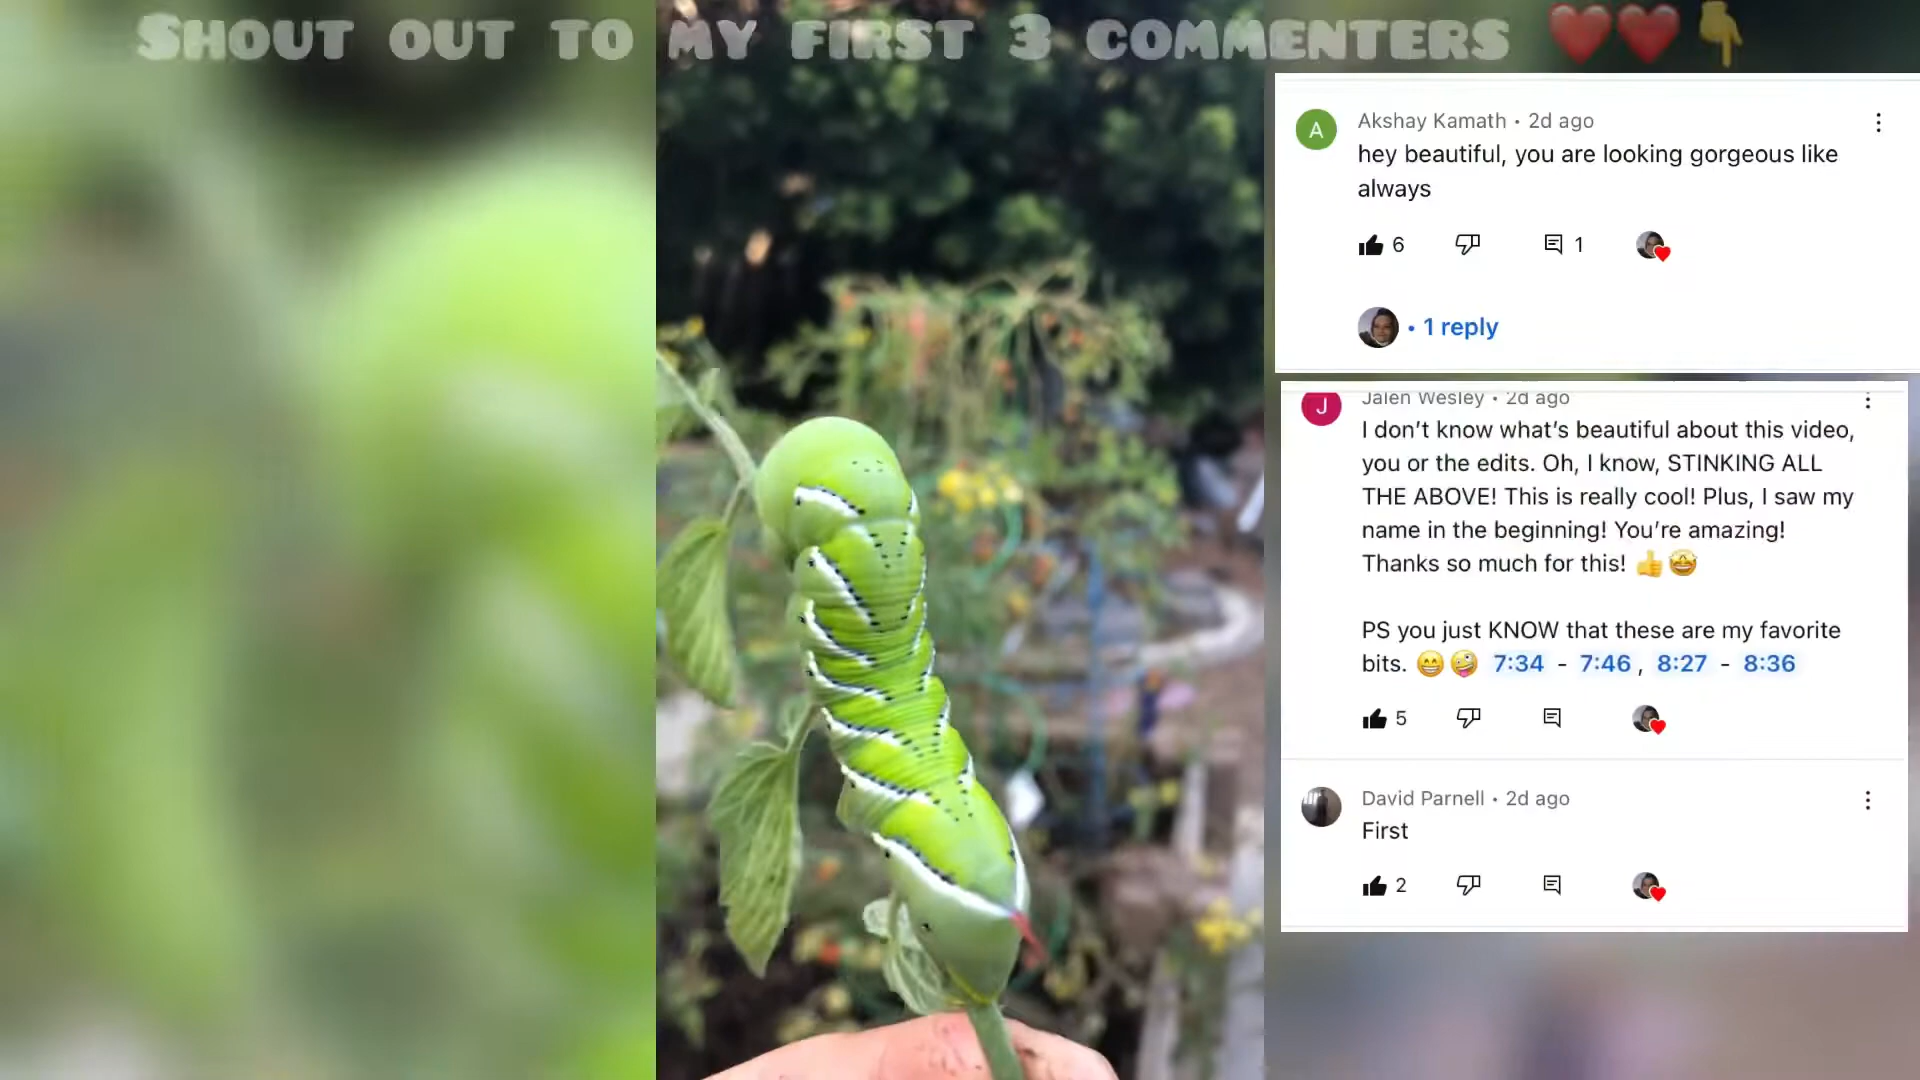 SHOUT OUT TO MY FIRST 3 COMMENTERS ❤️❤️👇
A
Akshay Kamath • 2d ago
hey beautiful, you are looking gorgeous like
always
6
1
• 1 reply
J
Jalen Wesley • 2d ago
I don’t know what’s beautiful about this video,
you or the edits. Oh, I know, STINKING ALL
THE ABOVE! This is really cool! Plus, I saw my
name in the beginning! You’re amazing!
Thanks so much for this! 👍🤩
PS you just KNOW that these are my favorite
bits. 😁🤪 7:34 - 7:46 , 8:27 - 8:36
5
David Parnell • 2d ago
First
2